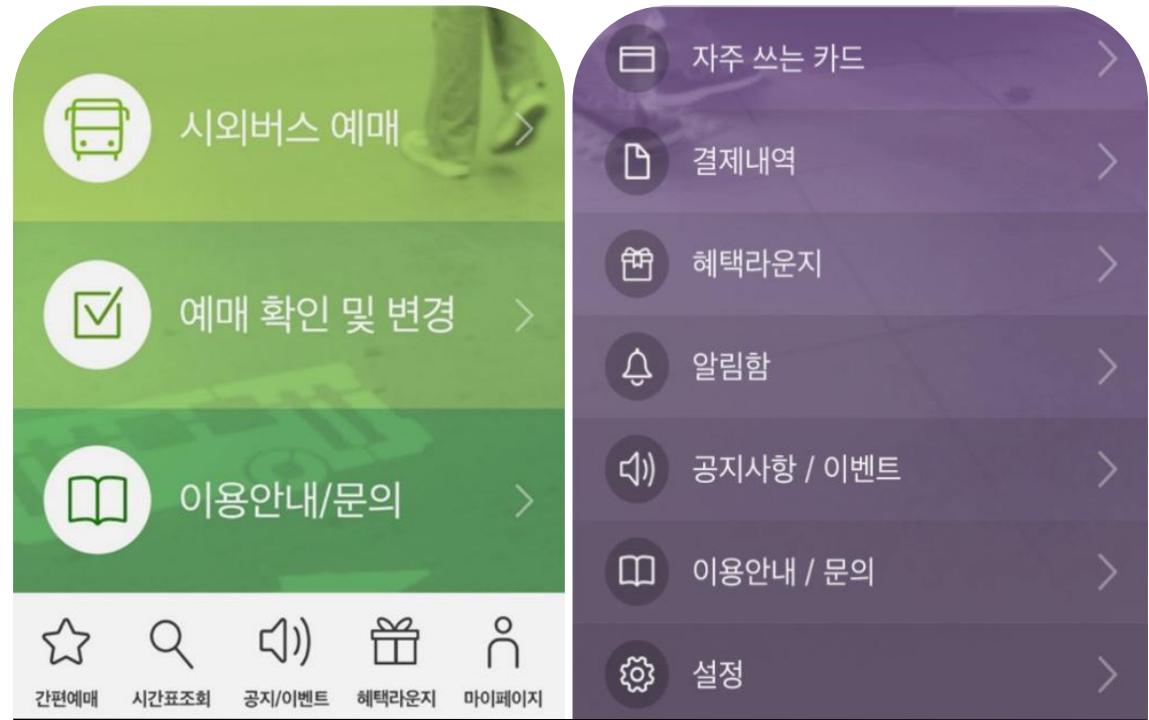 시외버스 예매
예매 확인 및 변경
이용안내/문의
간편예매
시간표조회
공지/이벤트
혜택라운지
마이페이지
자주 쓰는 카드
결제내역
혜택라운지
알림함
공지사항 / 이벤트
이용안내 / 문의
설정